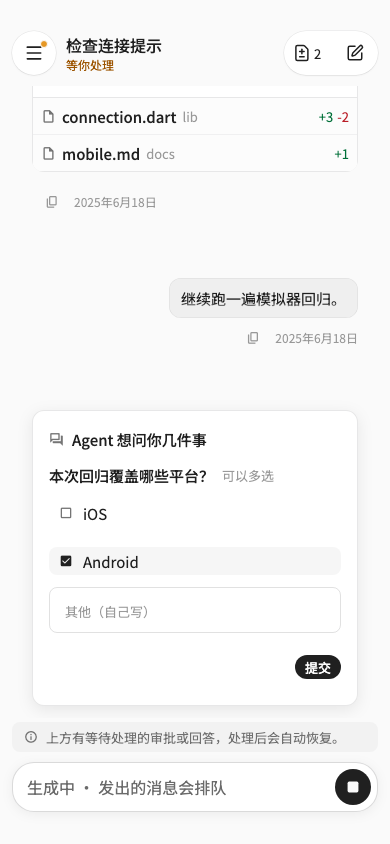 检查连接提示
等你处理
2
connection.dart lib +3 -2
mobile.md docs +1
2025年6月18日
继续跑一遍模拟器回归。
2025年6月18日
Agent 想问你几件事
本次回归覆盖哪些平台? 可以多选
iOS
Android
其他（自己写）
提交
上方有等待处理的审批或回答，处理后会自动恢复。
生成中 · 发出的消息会排队